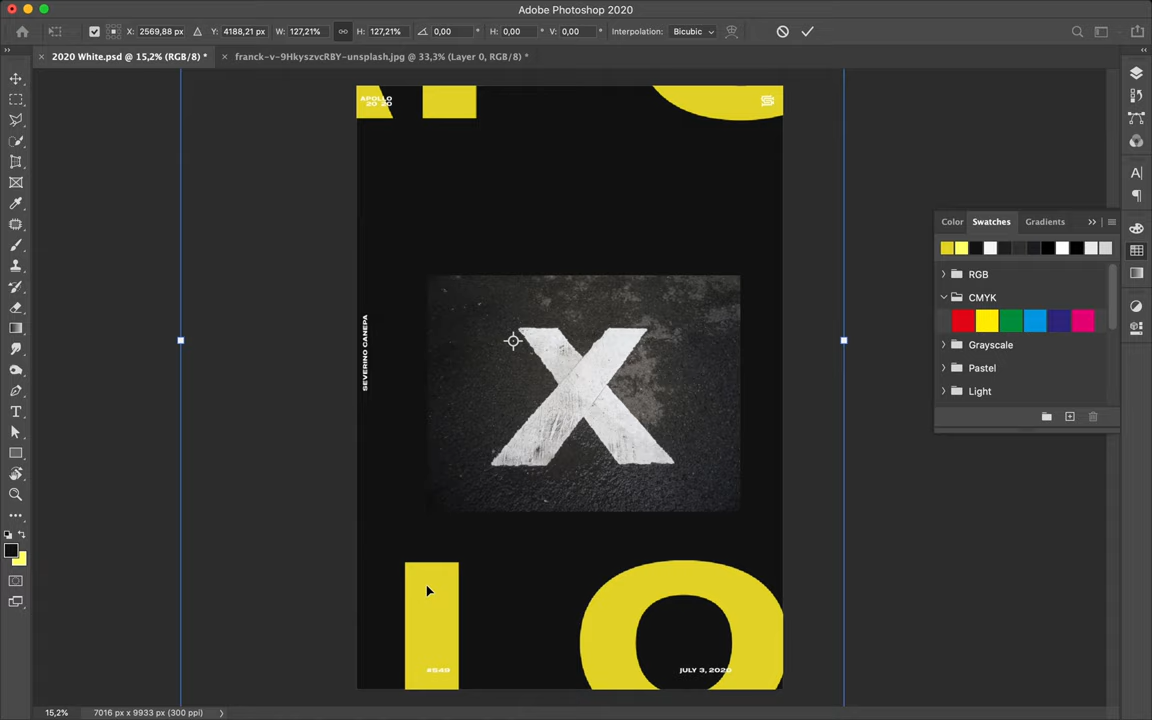 Adobe Photoshop 2020
X: 2569,88 px
Y: 4188,21 px
W: 127,21%
H: 127,21%
0,00 °
H: 0,00 °
V: 0,00 °
Interpolation: Bicubic
× 2020 White.psd @ 15,2% (RGB/8) *
× franck-v-9HkyszvcRBY-unsplash.jpg @ 33,3% (Layer 0, RGB/8) *
APOLLO
20 20
SEVERINO CANEPA
X
LO
#549
JULY 3, 2020
Color
Swatches
Gradients
RGB
CMYK
Grayscale
Pastel
Light
15,2%
7016 px x 9933 px (300 ppi)